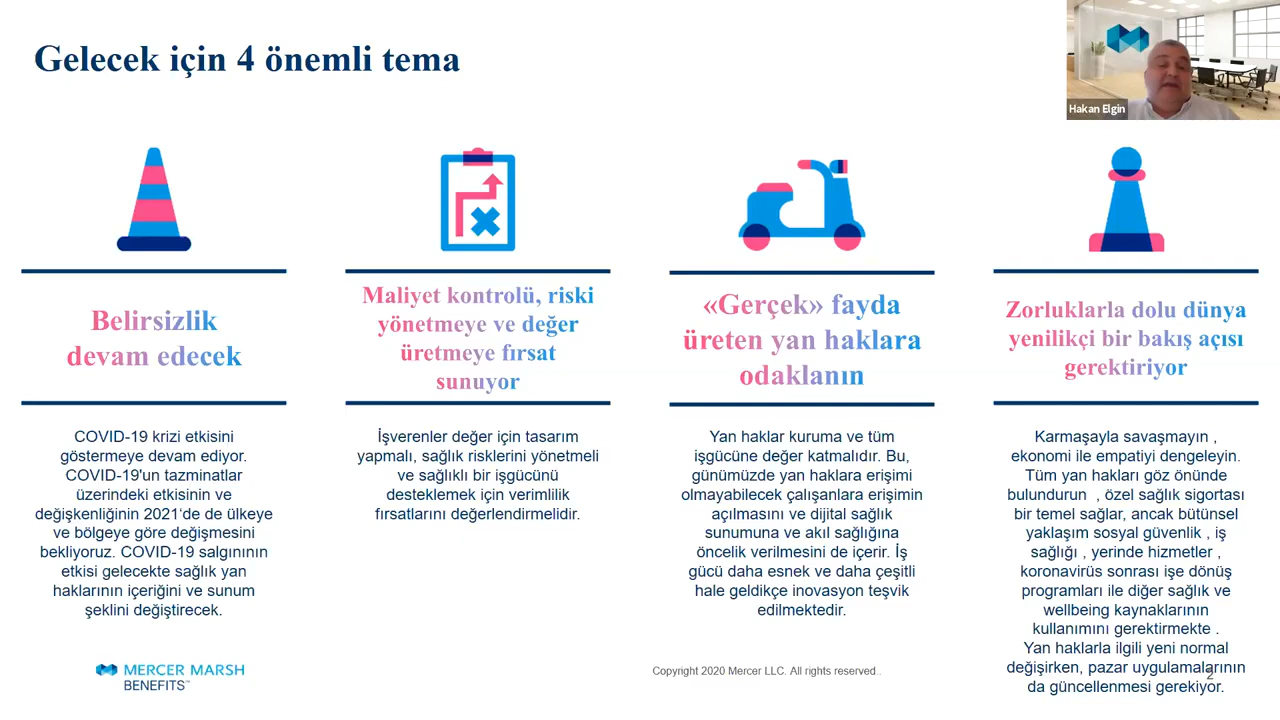 Gelecek için 4 önemli tema
Hakan Elgin
Belirsizlik
devam edecek
COVID-19 krizi etkisini
göstermeye devam ediyor.
COVID-19'un tazminatlar
üzerindeki etkisinin ve
değişkenliğinin 2021‘de de ülkeye
ve bölgeye göre değişmesini
bekliyoruz. COVID-19 salgınının
etkisi gelecekte sağlık yan
haklarının içeriğini ve sunum
şeklini değiştirecek.
Maliyet kontrolü, riski
yönetmeye ve değer
üretmeye fırsat
sunuyor
İşverenler değer için tasarım
yapmalı, sağlık risklerini yönetmeli
ve sağlıklı bir işgücünü
desteklemek için verimlilik
fırsatlarını değerlendirmelidir.
«Gerçek» fayda
üreten yan haklara
odaklanın
Yan haklar kuruma ve tüm
işgücüne değer katmalıdır. Bu,
günümüzde yan haklara erişimi
olmayabilecek çalışanlara erişimin
açılmasını ve dijital sağlık
sunumuna ve akıl sağlığına
öncelik verilmesini de içerir. İş
gücü daha esnek ve daha çeşitli
hale geldikçe inovasyon teşvik
edilmektedir.
Zorluklarla dolu dünya
yenilikçi bir bakış açısı
gerektiriyor
Karmaşayla savaşmayın ,
ekonomi ile empatiyi dengeleyin.
Tüm yan hakları göz önünde
bulundurun , özel sağlık sigortası
bir temel sağlar, ancak bütünsel
yaklaşım sosyal güvenlik , iş
sağlığı , yerinde hizmetler ,
koronavirüs sonrası işe dönüş
programları ile diğer sağlık ve
wellbeing kaynaklarının
kullanımını gerektirmekte .
Yan haklarla ilgili yeni normal
değişirken, pazar uygulamalarının
da güncellenmesi gerekiyor.
MERCER MARSH
BENEFITS™
Copyright 2020 Mercer LLC. All rights reserved..
2